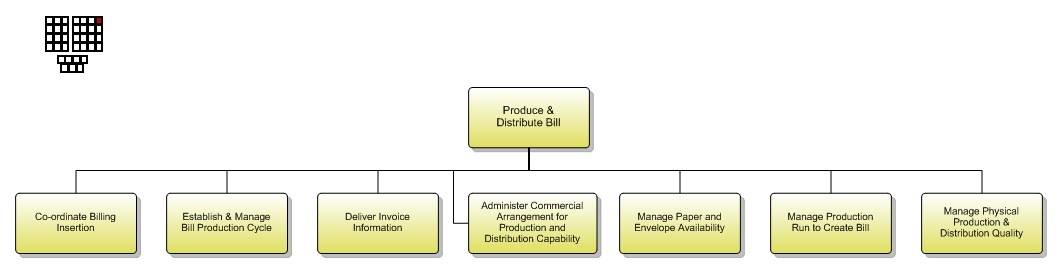 Produce &
Distribute Bill
Co-ordinate Billing
Insertion
Establish & Manage
Bill Production Cycle
Deliver Invoice
Information
Administer Commercial
Arrangement for
Production and
Distribution Capability
Manage Paper and
Envelope Availability
Manage Production
Run to Create Bill
Manage Physical
Production &
Distribution Quality